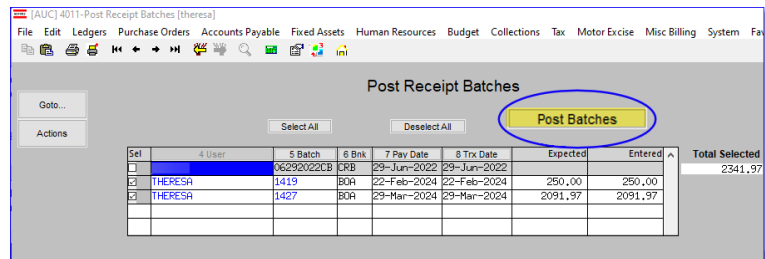 [AUC] 4011-Post Receipt Batches [theresa]
File Edit Ledgers Purchase Orders Accounts Payable Fixed Assets Human Resources Budget Collections Tax Motor Excise Misc Billing System Fav
Post Receipt Batches
Goto...
Actions
Select All Deselect All Post Batches
Sel 4 User 5 Batch 6 Bnk 7 Pay Date 8 Trx Date Expected Entered Total Selected
06292022CB CRB 29-Jun-2022 29-Jun-2022 2341.97
THERESA 1419 BOA 22-Feb-2024 22-Feb-2024 250.00 250.00
THERESA 1427 BOA 29-Mar-2024 29-Mar-2024 2091.97 2091.97